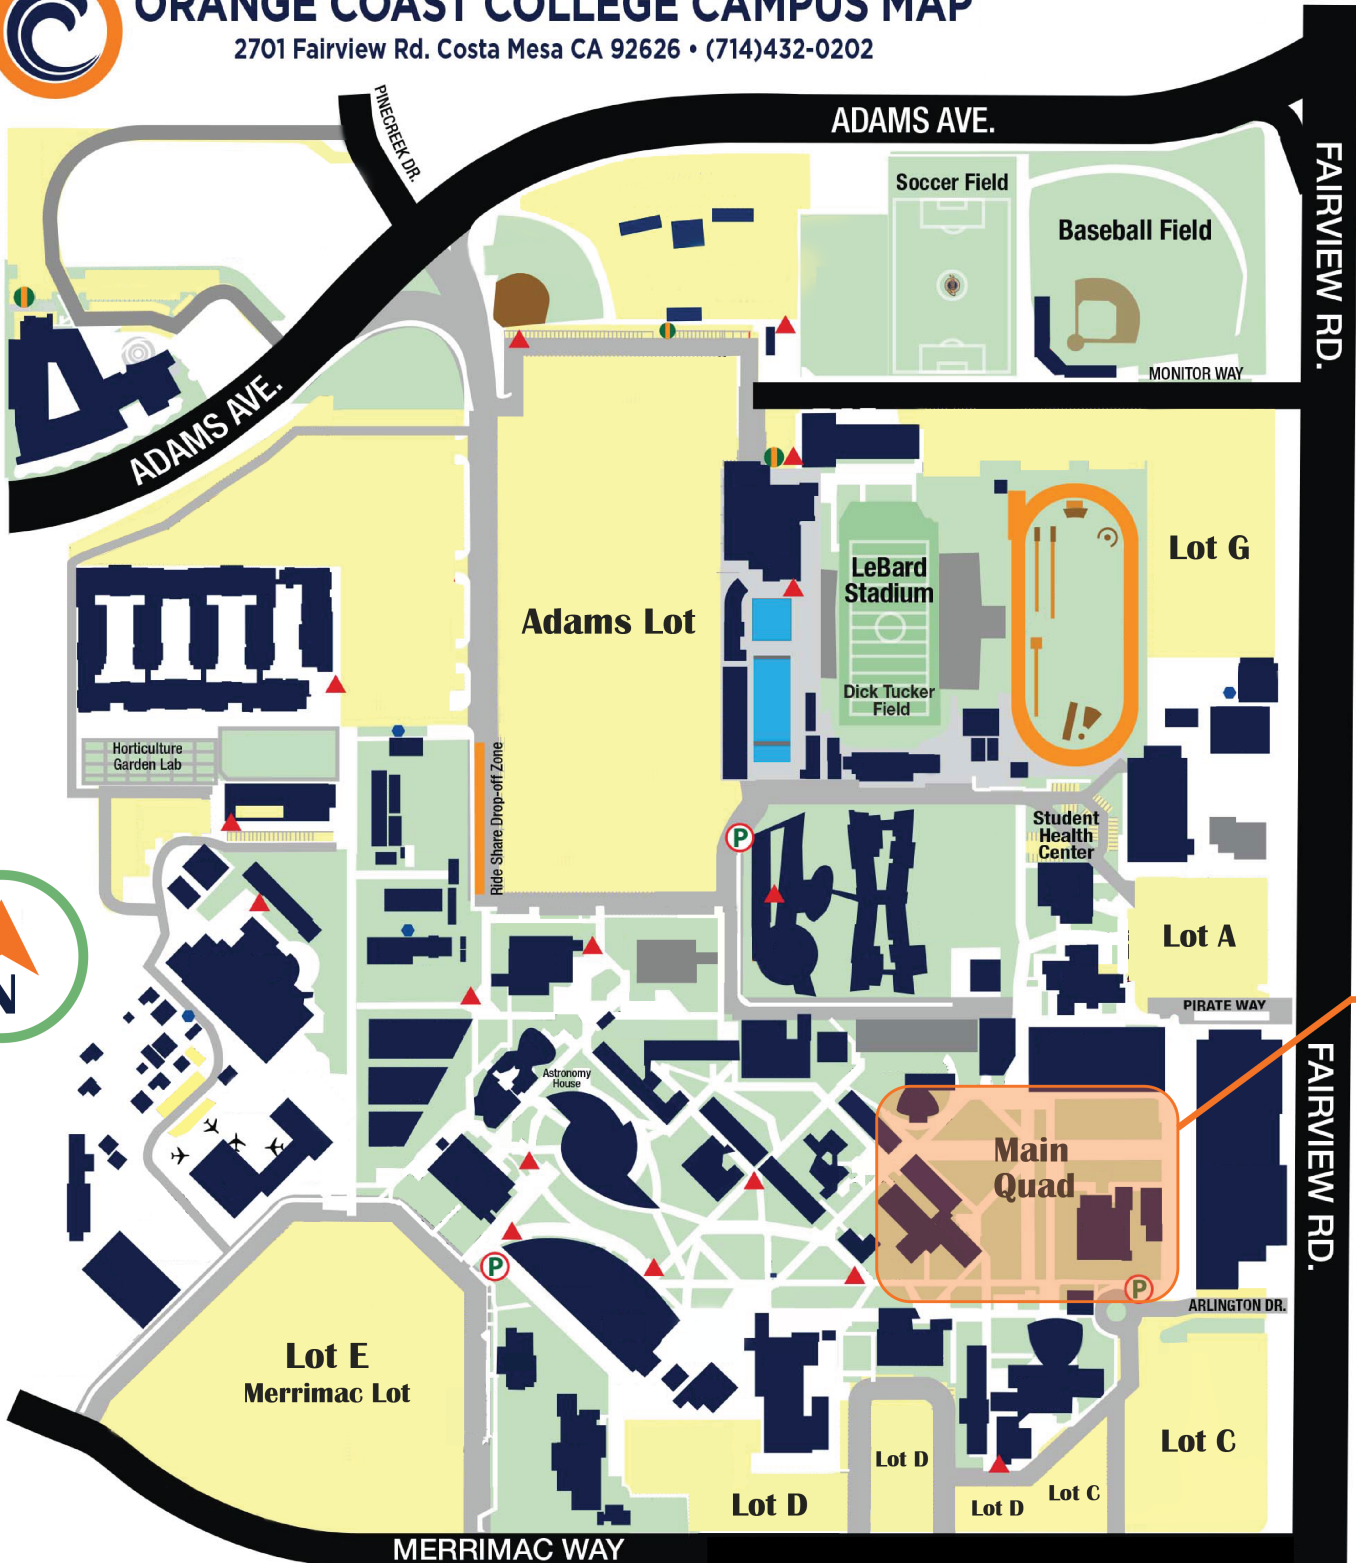 ORANGE COAST COLLEGE CAMPUS MAP
2701 Fairview Rd. Costa Mesa CA 92626 • (714)432-0202
PINECREEK DR.
ADAMS AVE.
FAIRVIEW RD.
Soccer Field
Baseball Field
MONITOR WAY
ADAMS AVE.
Lot G
LeBard
Stadium
Adams Lot
Dick Tucker
Field
Horticulture
Garden Lab
Ride Share Drop-off Zone
Student
Health
Center
P
Lot A
N
PIRATE WAY
Astronomy
House
FAIRVIEW RD.
Main
Quad
P
P
ARLINGTON DR.
Lot E
Merrimac Lot
Lot C
Lot D
Lot C
Lot D
Lot D
MERRIMAC WAY